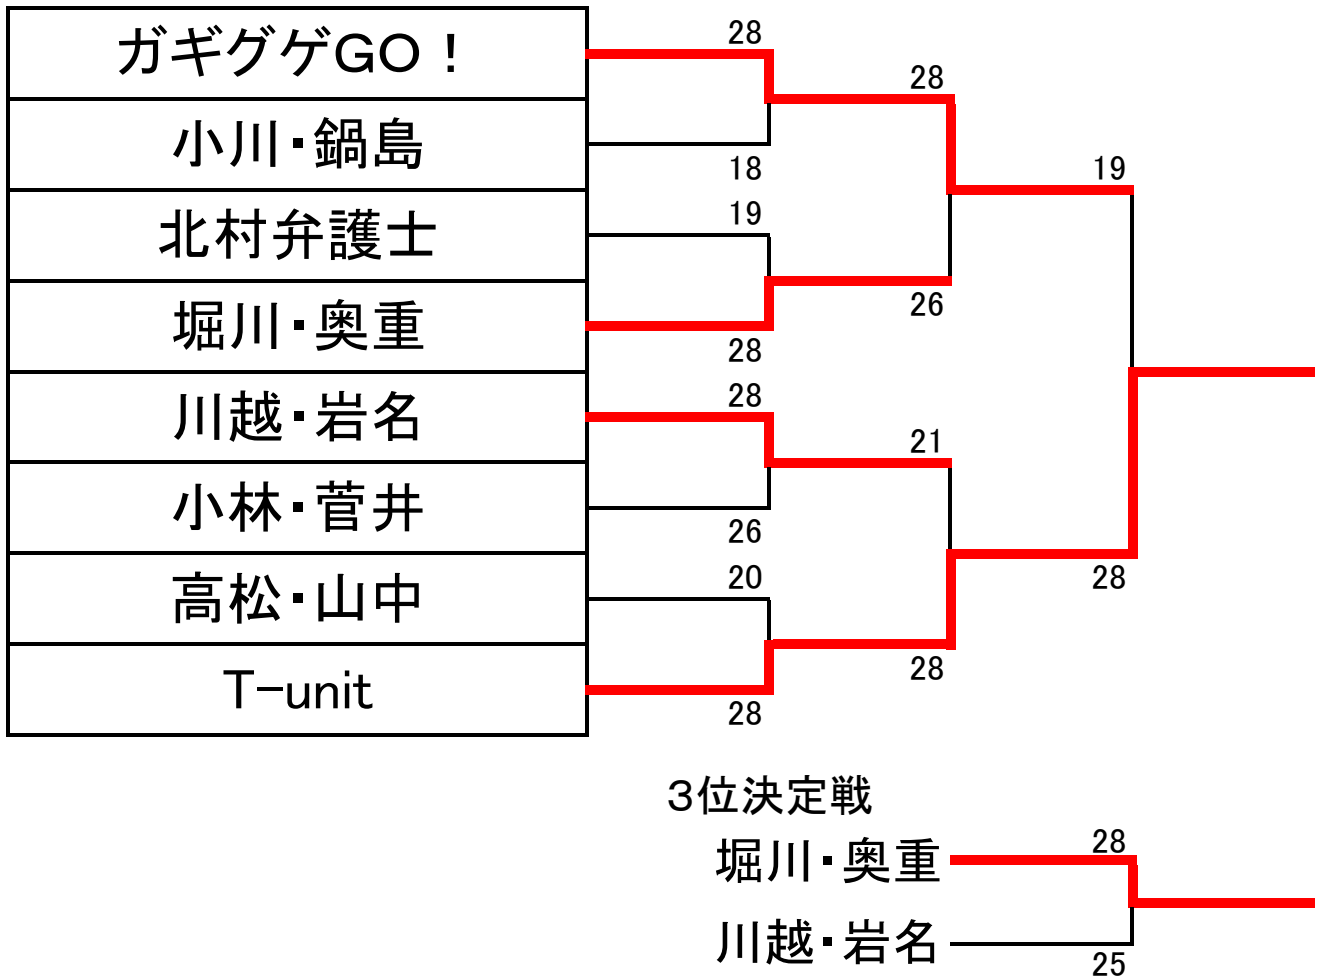 ガギグゲGO！
小川・鍋島
北村弁護士
堀川・奥重
川越・岩名
小林・菅井
高松・山中
T-unit
28
18
19
28
28
26
20
28
28
26
21
28
19
28
３位決定戦
堀川・奥重
川越・岩名
28
25